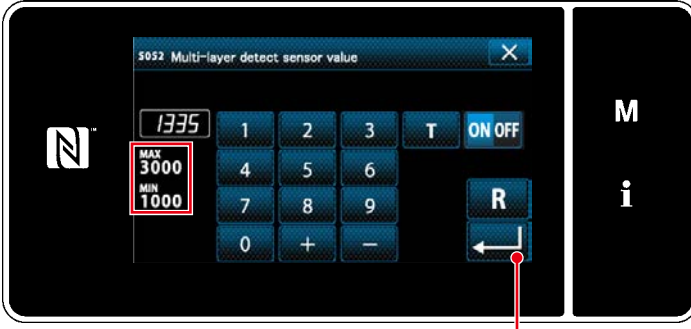 S052 Multi-layer detect sensor value
1335
1 2 3 T ON OFF
MAX
3000
4 5 6
MIN
1000
7 8 9 R
0 + −
N
M
i